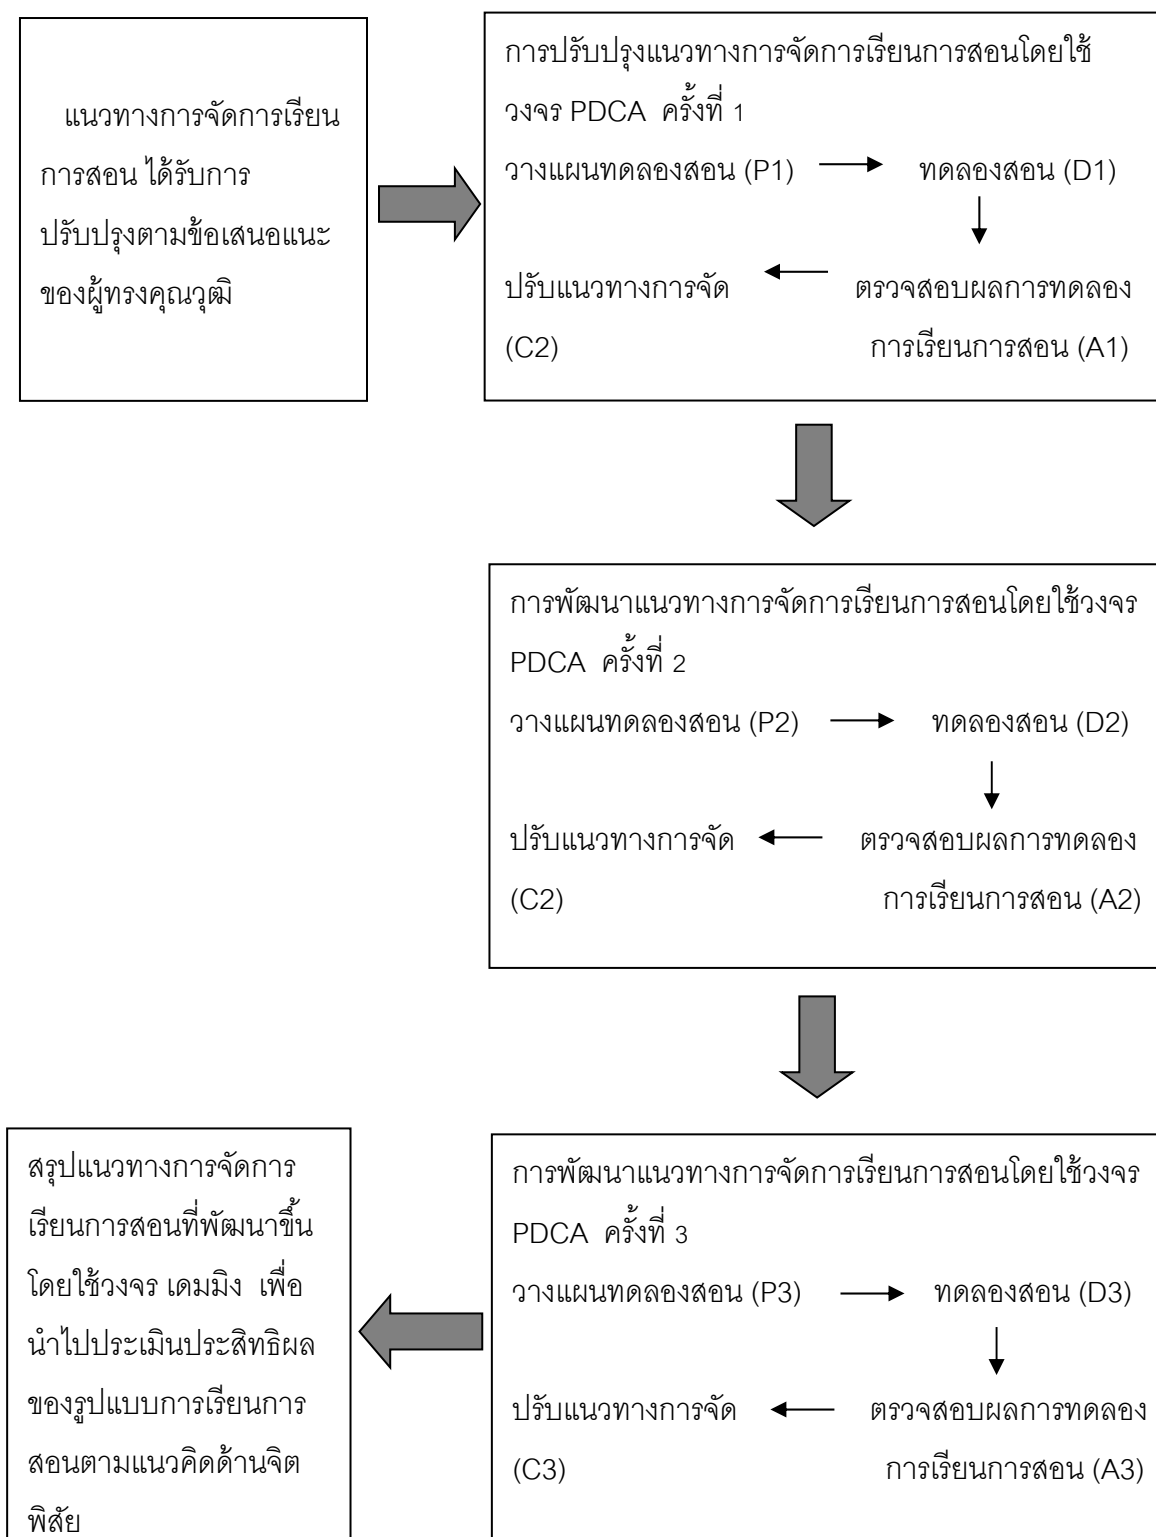 แนวทางการจัดการเรียน
การสอน ได้รับการ
ปรับปรุงตามข้อเสนอแนะ
ของผู้ทรงคุณวุฒิ
การปรับปรุงแนวทางการจัดการเรียนการสอนโดยใช้
วงจร PDCA ครั้งที่ 1
วางแผนทดลองสอน (P1) ทดลองสอน (D1)
ปรับแนวทางการจัด ตรวจสอบผลการทดลอง
(C2) การเรียนการสอน (A1)
การพัฒนาแนวทางการจัดการเรียนการสอนโดยใช้วงจร
PDCA ครั้งที่ 2
วางแผนทดลองสอน (P2) ทดลองสอน (D2)
ปรับแนวทางการจัด ตรวจสอบผลการทดลอง
(C2) การเรียนการสอน (A2)
การพัฒนาแนวทางการจัดการเรียนการสอนโดยใช้วงจร
PDCA ครั้งที่ 3
วางแผนทดลองสอน (P3) ทดลองสอน (D3)
ปรับแนวทางการจัด ตรวจสอบผลการทดลอง
(C3) การเรียนการสอน (A3)
สรุปแนวทางการจัดการ
เรียนการสอนที่พัฒนาขึ้น
โดยใช้วงจร เดมมิง เพื่อ
นำไปประเมินประสิทธิผล
ของรูปแบบการเรียนการ
สอนตามแนวคิดด้านจิต
พิสัย